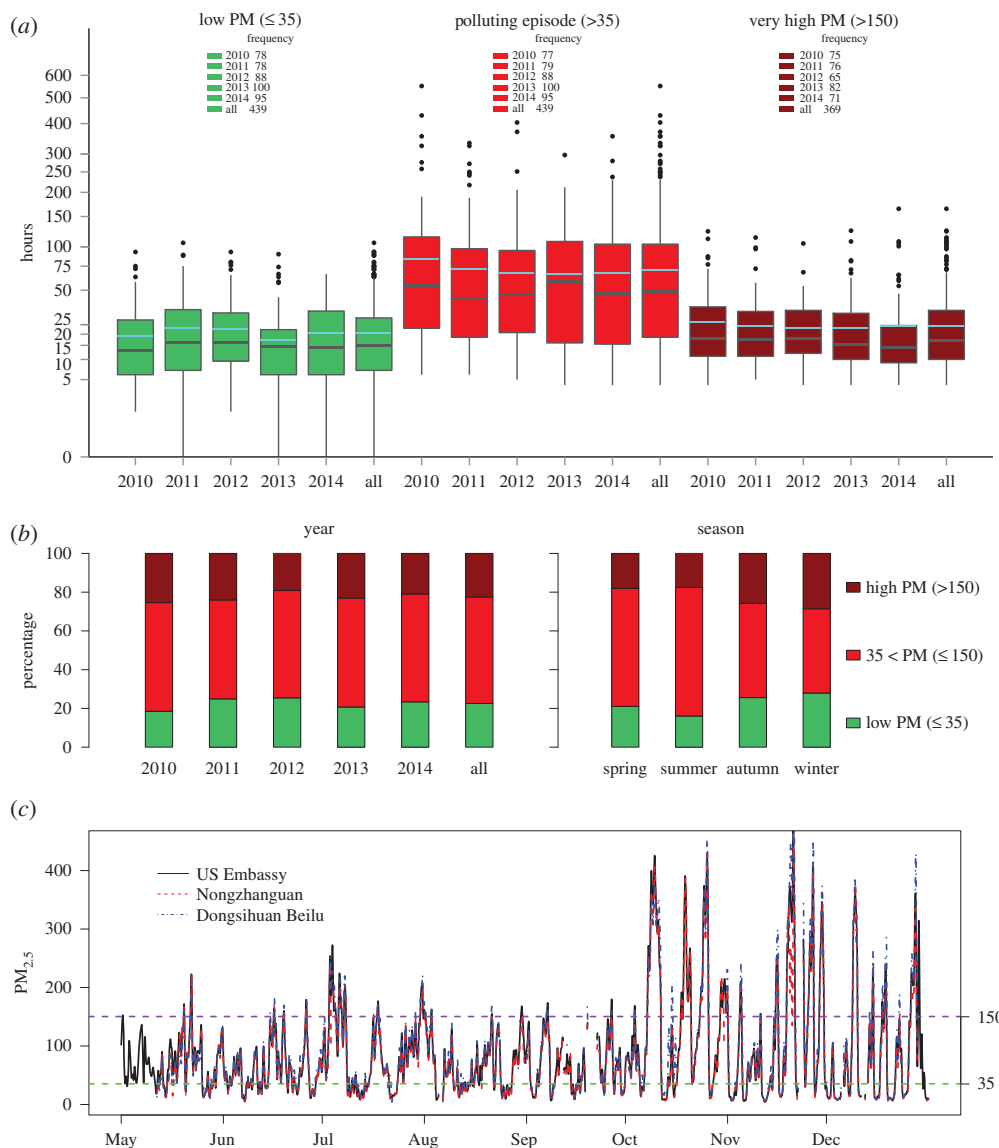 (a)
low PM (≤ 35)
polluting episode (>35)
very high PM (>150)
frequency
2010 78
2011 78
2012 88
2013 100
2014 95
all 439
frequency
2010 77
2011 79
2012 88
2013 100
2014 95
all 439
frequency
2010 75
2011 76
2012 65
2013 82
2014 71
all 369
hours
600
500
400
300
250
200
150
100
75
50
25
20
15
10
5
0
2010 2011 2012 2013 2014 all 2010 2011 2012 2013 2014 all 2010 2011 2012 2013 2014 all
(b)
year
season
percentage
100
80
60
40
20
0
2010 2011 2012 2013 2014 all
spring summer autumn winter
high PM (>150)
35 < PM (≤ 150)
low PM (≤ 35)
(c)
US Embassy
Nongzhanguan
Dongsihuan Beilu
PM2.5
400
300
200
100
0
150
35
May Jun Jul Aug Sep Oct Nov Dec